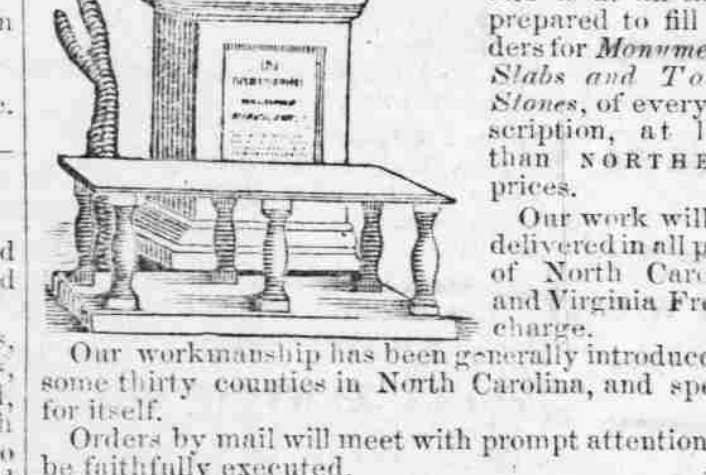 prepared to fill
ders for Monume
Slabs and To
Stones, of every
scription, at l
than NORTHE
prices.
Our work will
delivered in all p
of North Caro
and Virginia Fre
charge.
Our workmanship has been generally introduce
some thirty counties in North Carolina, and spe
for itself.
Orders by mail will meet with prompt attention
be faithfully executed.